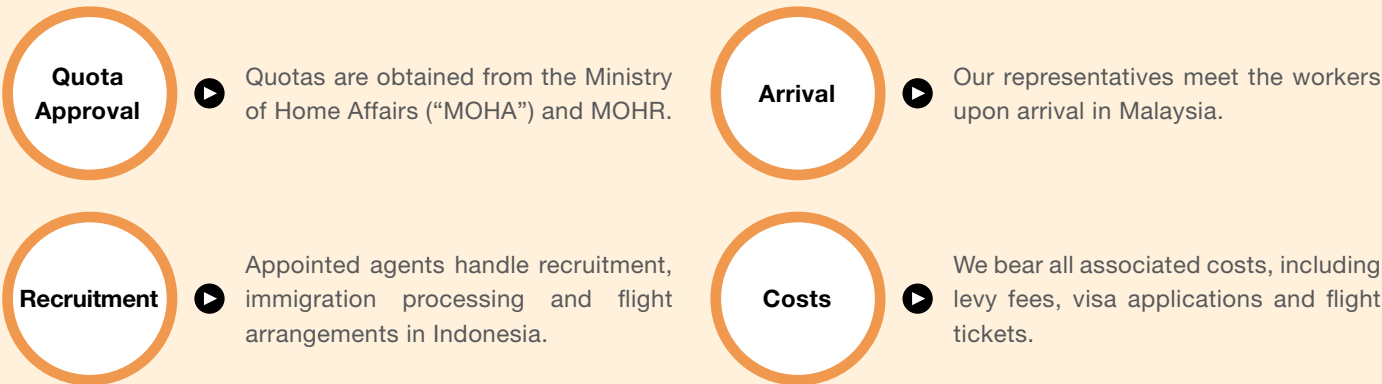 Quota
Approval
Quotas are obtained from the Ministry
of Home Affairs (“MOHA”) and MOHR.
Recruitment
Appointed agents handle recruitment,
immigration processing and flight
arrangements in Indonesia.
Arrival
Our representatives meet the workers
upon arrival in Malaysia.
Costs
We bear all associated costs, including
levy fees, visa applications and flight
tickets.